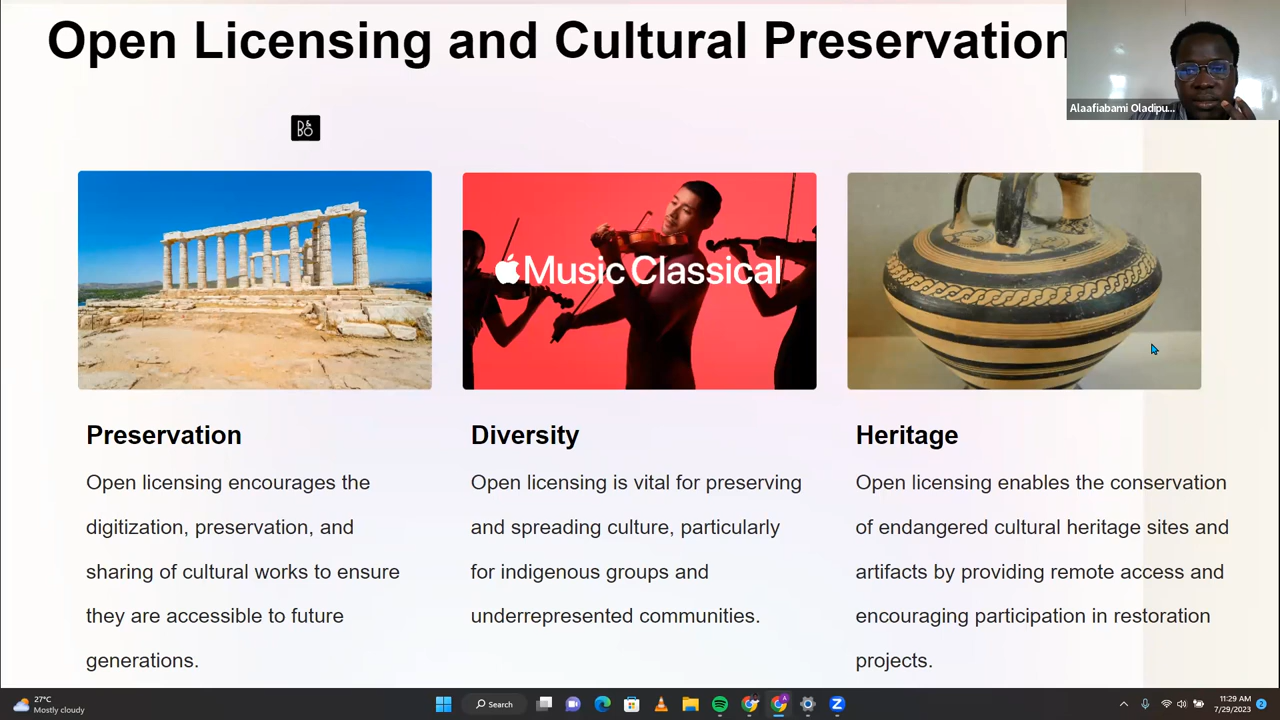 Open Licensing and Cultural Preservation
Alaafiabami Oladipu...
B&O
Music Classical
Preservation
Open licensing encourages the
digitization, preservation, and
sharing of cultural works to ensure
they are accessible to future
generations.
Diversity
Open licensing is vital for preserving
and spreading culture, particularly
for indigenous groups and
underrepresented communities.
Heritage
Open licensing enables the conservation
of endangered cultural heritage sites and
artifacts by providing remote access and
encouraging participation in restoration
projects.
27°C
Mostly cloudy
Search
11:29 AM
7/29/2023
2